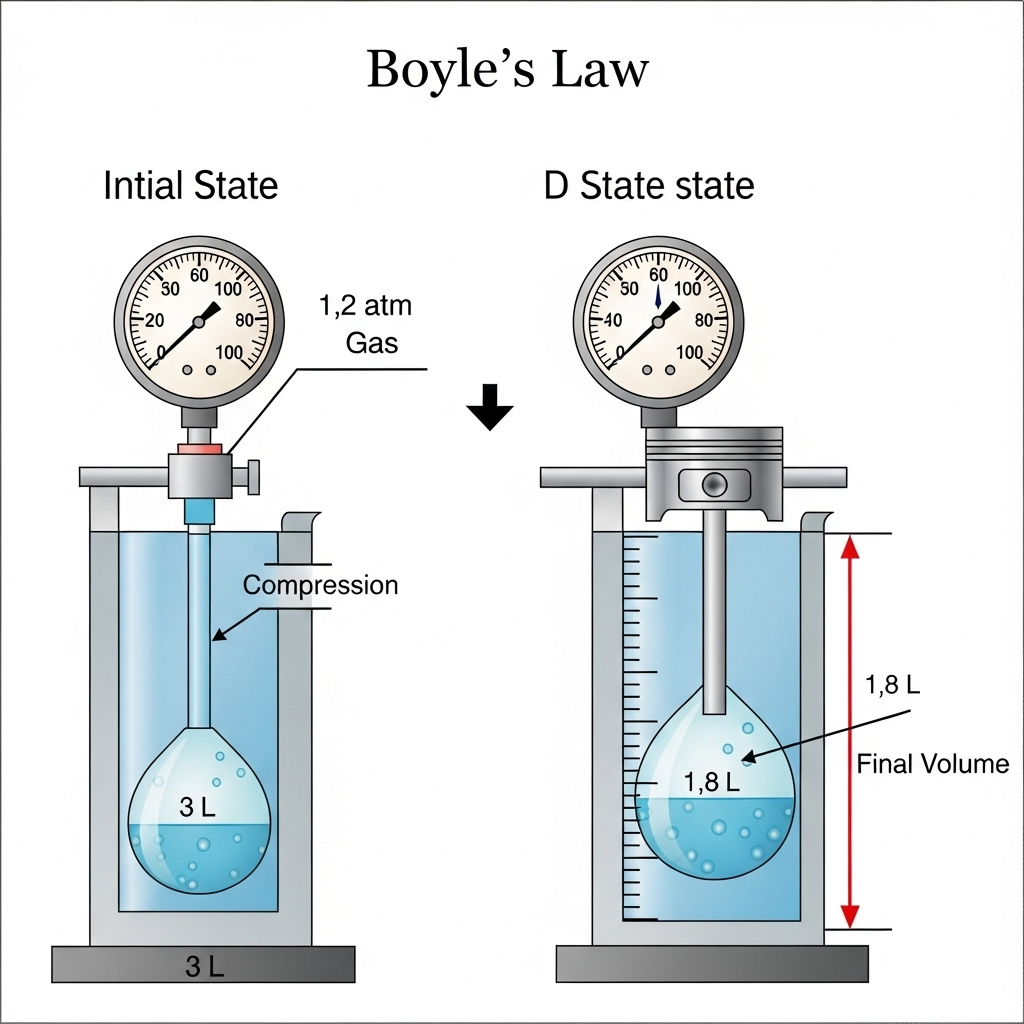 Boyle's Law
Intial State
D State state
60
30
100
20
80
0
100
1,2 atm
Gas
60
50
100
40
80
0
100
Compression
3 L
3 L
1,8 L
1,8 L
Final Volume